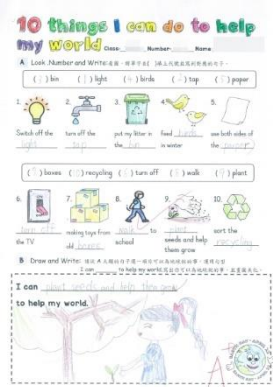 10 things I can do to help
my world Class: Number: Name:
A Look, Number and Write
( ) bin ( ) light ( ) birds ( ) tap ( ) paper
1. 2. 3. 4. 5.
Switch off the turn off the put my litter in feed birds use both sides of
light tap the bin in winter the paper
( ) boxes ( ) recycling ( ) turn off ( ) walk ( ) plant
6. 7. 8. 9. 10.
turn off making toys from walk to plant sort the
the TV old boxes school seeds and help recycling
them grow
B Draw and Write:
I can to help my world
I can plant seeds and help them grow
to help my world.
A